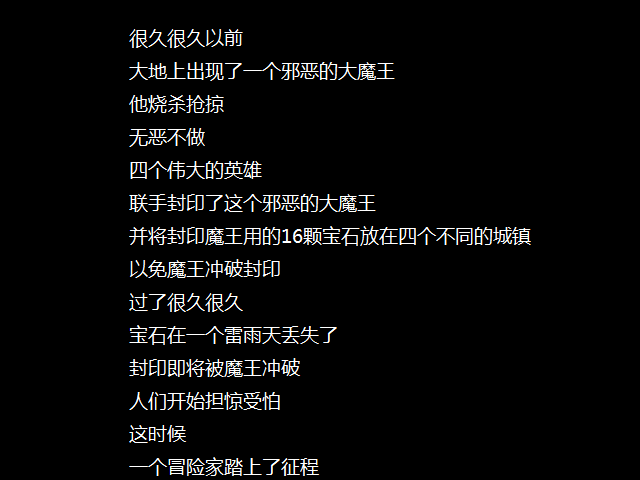 很久很久以前
大地上出现了一个邪恶的大魔王
他烧杀抢掠
无恶不做
四个伟大的英雄
联手封印了这个邪恶的大魔王
并将封印魔王用的16颗宝石放在四个不同的城镇
以免魔王冲破封印
过了很久很久
宝石在一个雷雨天丢失了
封印即将被魔王冲破
人们开始担惊受怕
这时候
一个冒险家踏上了征程